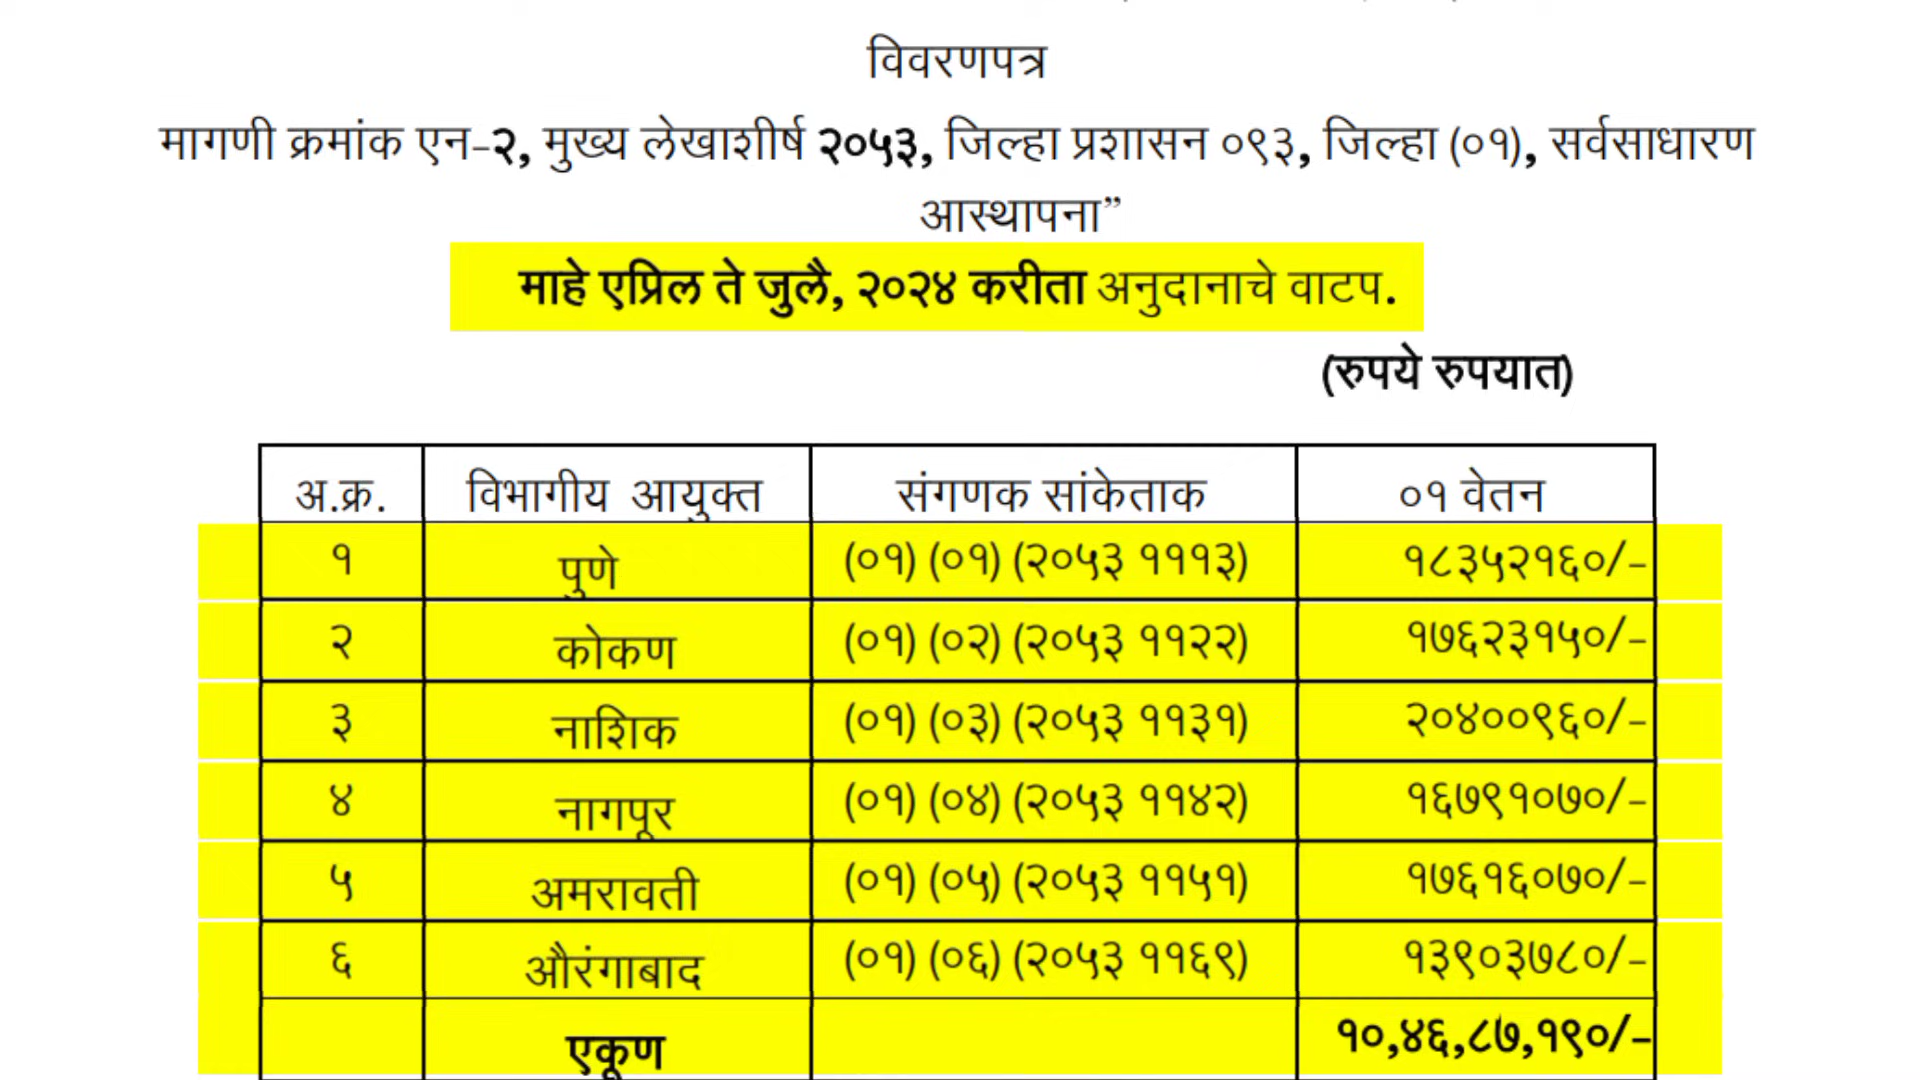 विवरणपत्र
मागणी क्रमांक एन-२, मुख्य लेखाशीर्ष २०५३, जिल्हा प्रशासन ०९३, जिल्हा (०१), सर्वसाधारण
आस्थापना”
माहे एप्रिल ते जुलै, २०२४ करीता अनुदानाचे वाटप.
(रुपये रुपयात)
अ.क्र. विभागीय आयुक्त संगणक सांकेताक ०१ वेतन
१ पुणे (०१) (०१) (२०५३ १११३) १८३५२१६०/-
२ कोकण (०१) (०२) (२०५३ ११२२) १७६२३१५०/-
३ नाशिक (०१) (०३) (२०५३ ११३१) २०४००९६०/-
४ नागपूर (०१) (०४) (२०५३ ११४२) १६७९१०७०/-
५ अमरावती (०१) (०५) (२०५३ ११५१) १७६१६०७०/-
६ औरंगाबाद (०१) (०६) (२०५३ ११६९) १३९०३७८०/-
एकूण १०,४६,८७,१९०/-